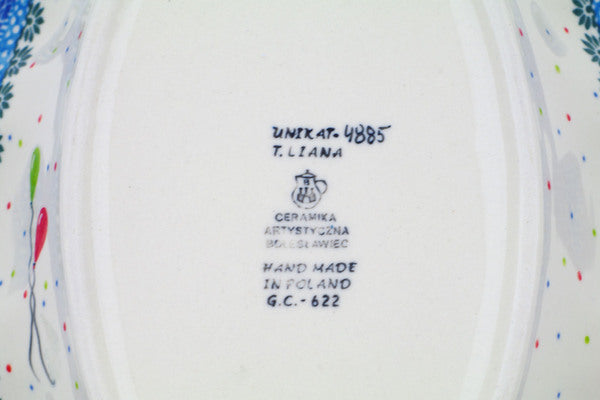 UNIKAT-4885
T. LIANA
CERAMIKA
ARTYSTYCZNA
BOLESŁAWIEC
HAND MADE
IN POLAND
G.C.-622